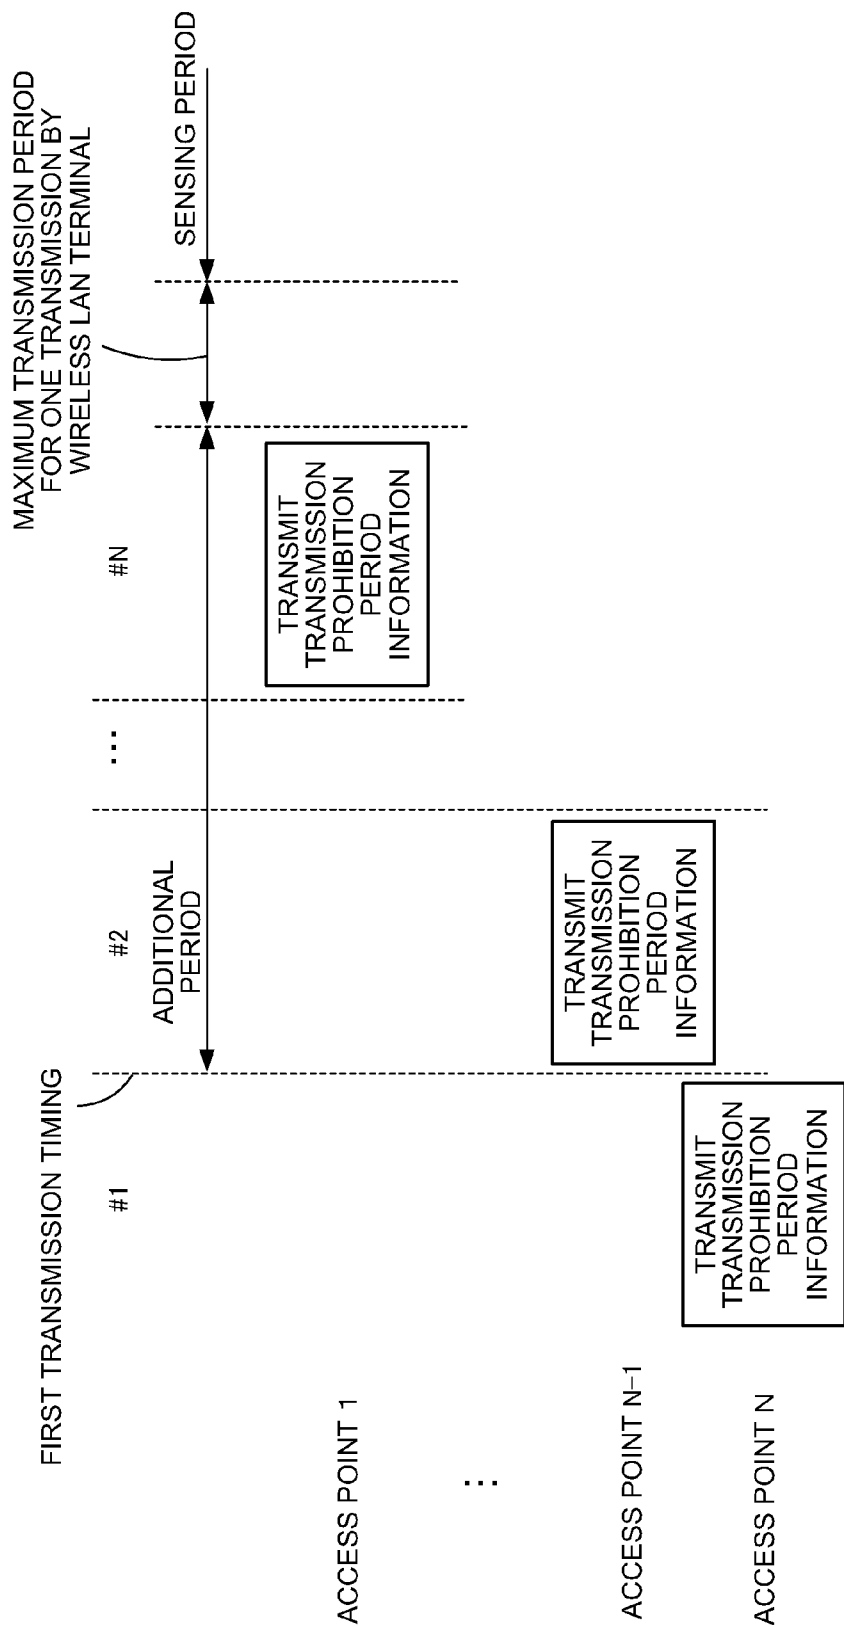 FIRST TRANSMISSION TIMING
MAXIMUM TRANSMISSION PERIOD
FOR ONE TRANSMISSION BY
WIRELESS LAN TERMINAL
#1
#2
...
#N
ADDITIONAL
PERIOD
SENSING PERIOD
ACCESS POINT 1
TRANSMIT
TRANSMISSION
PROHIBITION
PERIOD
INFORMATION
...
ACCESS POINT N-1
TRANSMIT
TRANSMISSION
PROHIBITION
PERIOD
INFORMATION
ACCESS POINT N
TRANSMIT
TRANSMISSION
PROHIBITION
PERIOD
INFORMATION